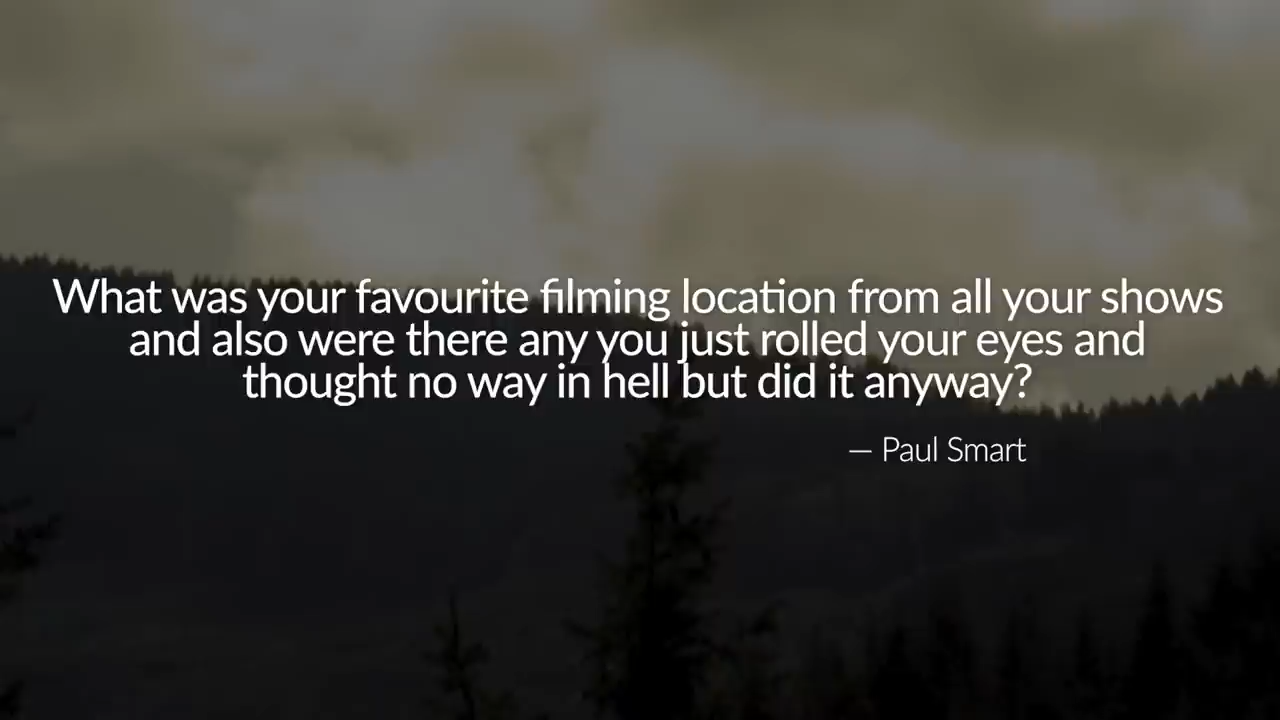 What was your favourite filming location from all your shows
and also were there any you just rolled your eyes and
thought no way in hell but did it anyway?
— Paul Smart